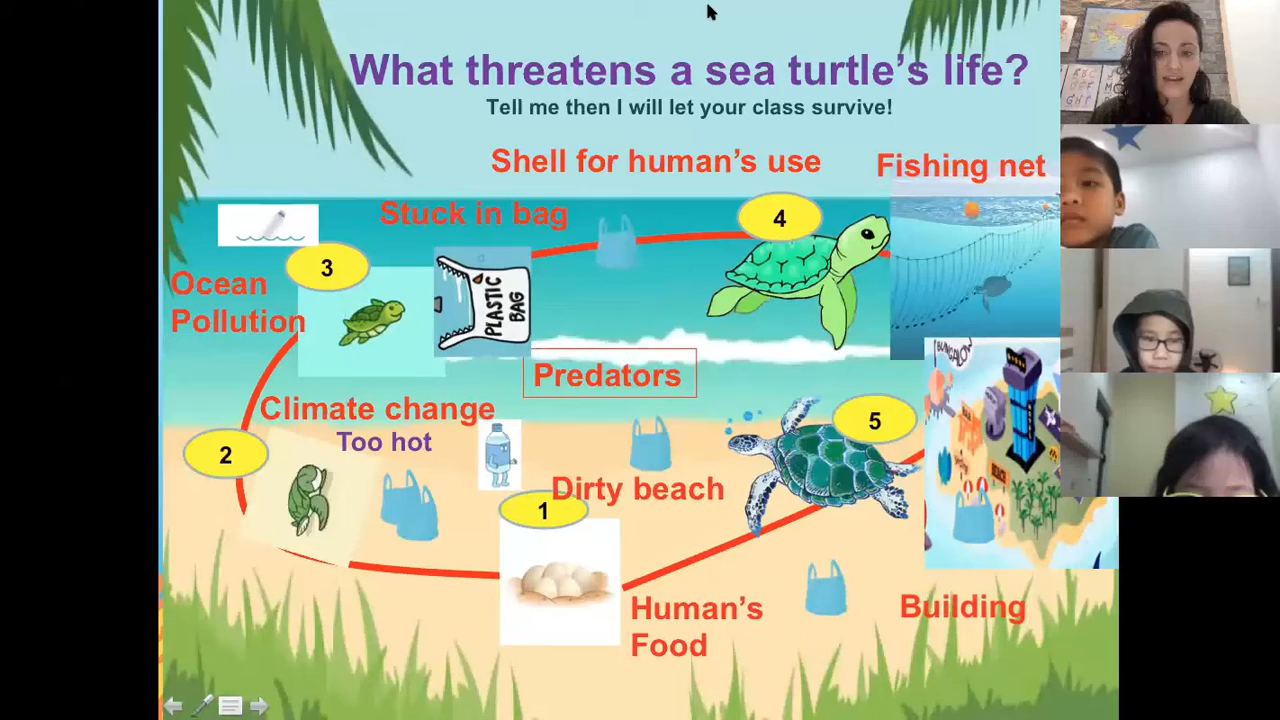 What threatens a sea turtle's life?
Tell me then I will let your class survive!
Shell for human's use
Fishing net
Stuck in bag
4
3
Ocean
Pollution
PLASTIC
BAG
BUNGALOW
Predators
Climate change
Too hot
5
2
Dirty beach
1
Human's
Food
Building